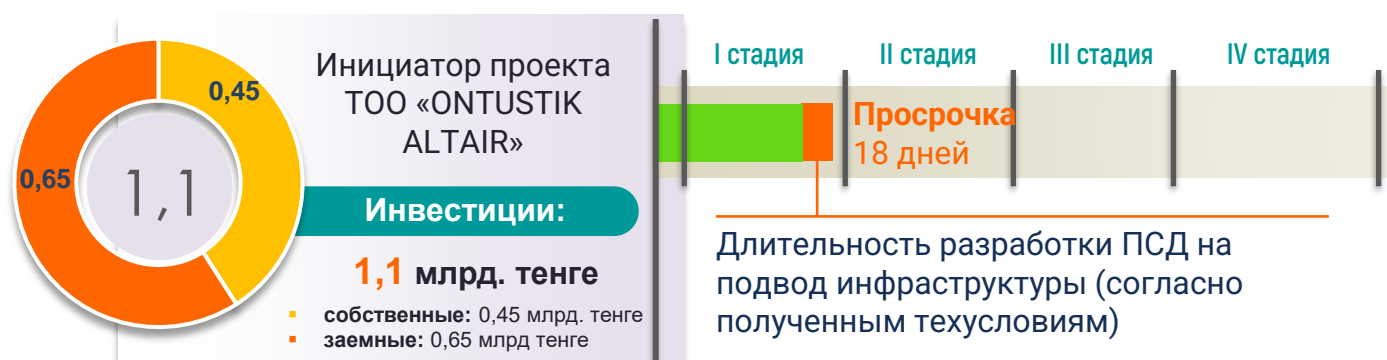 0,45
0,65
1,1
Инициатор проекта
ТОО «ONTUSTIK
ALTAIR»
Инвестиции:
1,1 млрд. тенге
▪ собственные: 0,45 млрд. тенге
▪ заемные: 0,65 млрд тенге
I стадия
II стадия
III стадия
IV стадия
Просрочка
18 дней
Длительность разработки ПСД на
подвод инфраструктуры (согласно
полученным техусловиям)